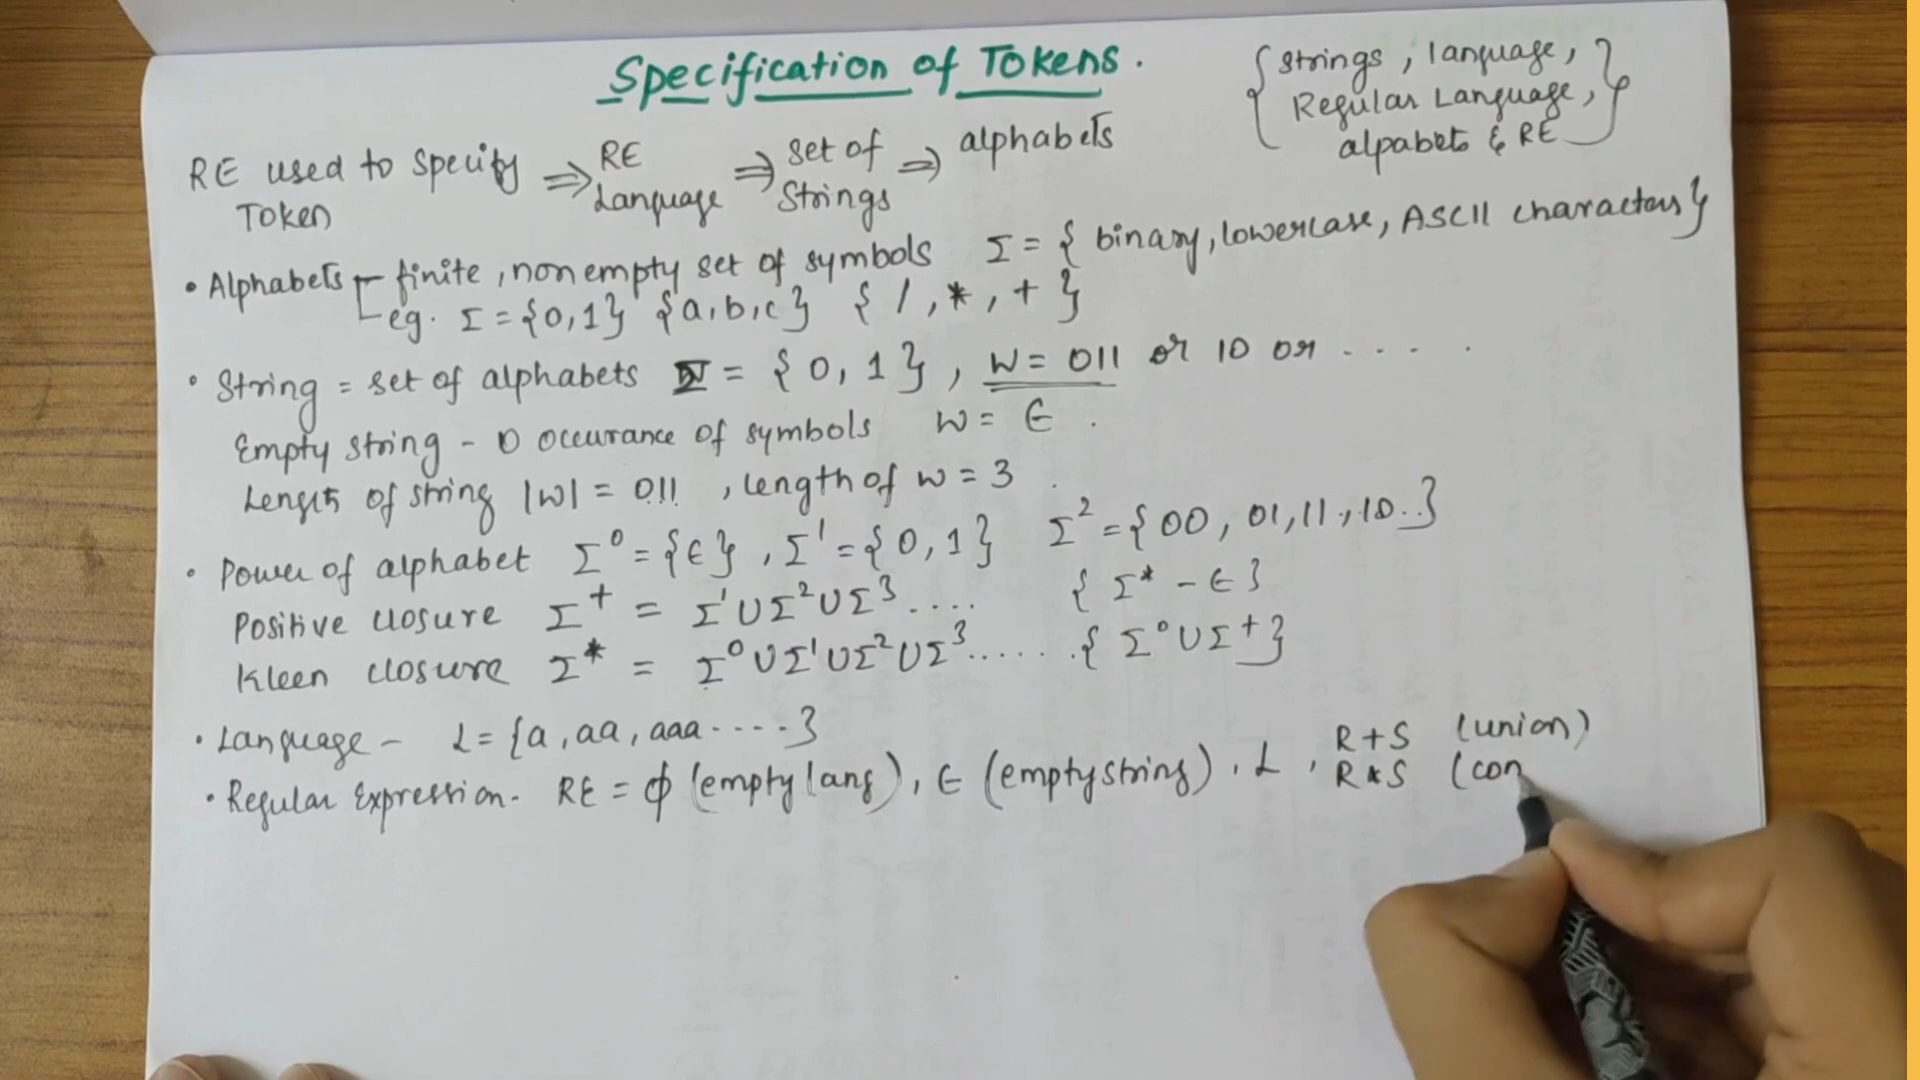 Specification of Tokens.
{ strings, language,
Regular Language,
alpabets & RE }
RE used to specify Token ⇒ RE Language ⇒ set of Strings ⇒ alphabets
• Alphabets - finite, non empty set of symbols Σ = { binary, lowercase, ASCII characters }
eg. Σ = {0,1} {a,b,c} { /, *, + }
• String = set of alphabets Σ = { 0, 1 }, w = 011 or 10 or .....
Empty string - 0 occurance of symbols w = ϵ .
Length of string |w| = 011 , length of w = 3 .
• Power of alphabet Σ⁰ = {ϵ} , Σ¹ = {0, 1} Σ² = { 00, 01, 11, 10..}
Positive closure Σ⁺ = Σ¹ ∪ Σ² ∪ Σ³ .... { Σ* - ϵ }
Kleen closure Σ* = Σ⁰ ∪ Σ¹ ∪ Σ² ∪ Σ³ ....... { Σ⁰ ∪ Σ⁺ }
• Language - L = {a, aa, aaa ....}
• Regular Expression - RE = ϕ (empty lang), ϵ (empty string), L , R + S (union)
R * S (con